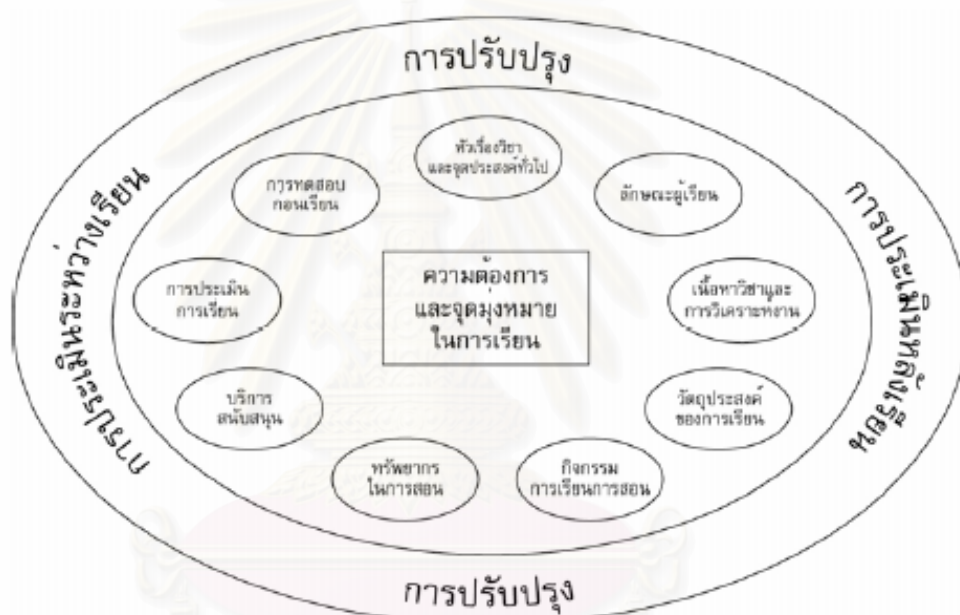 การปรับปรุง
หัวเรื่องวิชา
และจุดประสงค์ทั่วไป
ลักษณะผู้เรียน
เนื้อหาวิชาและ
การวิเคราะห์งาน
วัตถุประสงค์
ของการเรียน
กิจกรรม
การเรียนการสอน
ทรัพยากร
ในการสอน
บริการ
สนับสนุน
การประเมิน
การเรียน
การทดสอบ
ก่อนเรียน
ความต้องการ
และจุดมุ่งหมาย
ในการเรียน
การประเมินระหว่างเรียน
การประเมินหลังเรียน
การปรับปรุง